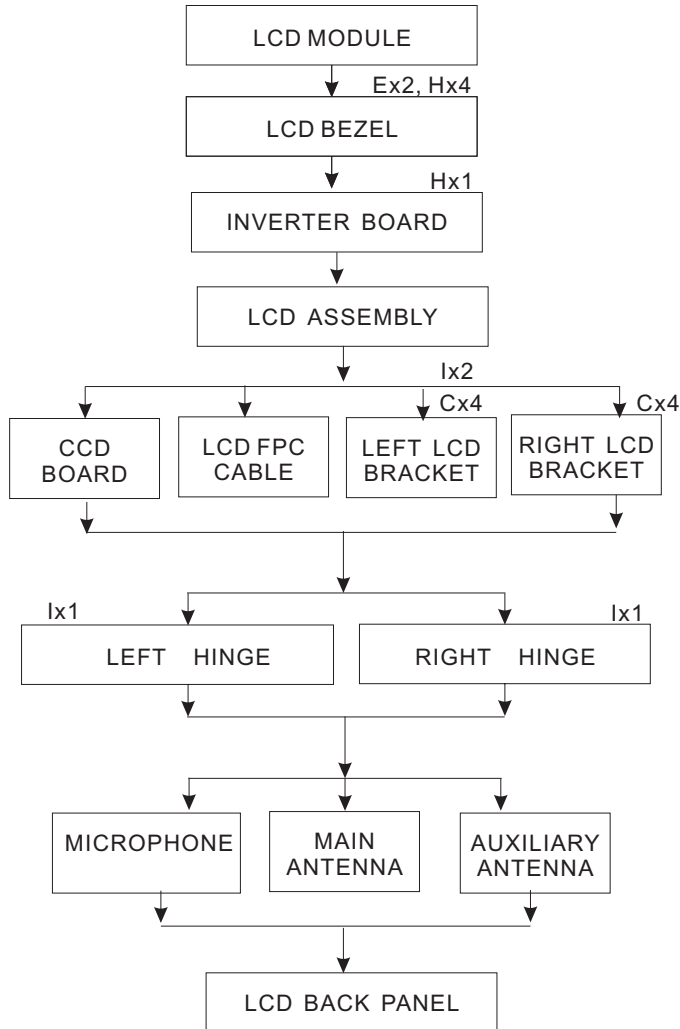 LCD MODULE
Ex2, Hx4
LCD BEZEL
Hx1
INVERTER BOARD
LCD ASSEMBLY
Ix2
Cx4
Cx4
CCD
BOARD
LCD FPC
CABLE
LEFT LCD
BRACKET
RIGHT LCD
BRACKET
Ix1
Ix1
LEFT HINGE
RIGHT HINGE
MICROPHONE
MAIN
ANTENNA
AUXILIARY
ANTENNA
LCD BACK PANEL